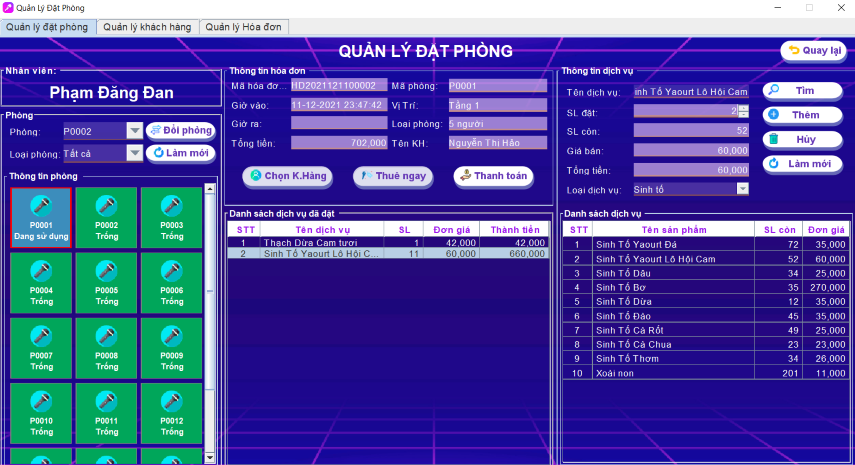 Quản Lý Đặt Phòng
Quản lý đặt phòng Quản lý khách hàng Quản lý Hóa đơn
QUẢN LÝ ĐẶT PHÒNG
Quay lại
Nhân viên:
Phạm Đăng Đan
Phòng
Phòng: P0002 Đổi phòng
Loại phòng: Tất cả Làm mới
Thông tin phòng
P0001 P0002 P0003
Đang sử dụng Trống Trống
P0004 P0005 P0006
Trống Trống Trống
P0007 P0008 P0009
Trống Trống Trống
P0010 P0011 P0012
Trống Trống Trống
Thông tin hóa đơn
Mã hóa đơ... HD2021121100002 Mã phòng: P0001
Giờ vào: 11-12-2021 23:47:42 Vị Trí: Tầng 1
Giờ ra: Loại phòng: 5 người
Tổng tiền: 702,000 Tên KH: Nguyễn Thị Hảo
Chọn K.Hàng Thuê ngay Thanh toán
Danh sách dịch vụ đã đặt
STT Tên dịch vụ SL Đơn giá Thành tiền
1 Thạch Dừa Cam tươi 1 42,000 42,000
2 Sinh Tố Yaourt Lô Hội C... 11 60,000 660,000
Thông tin dịch vụ
Tên dịch vụ: inh Tố Yaourt Lô Hội Cam Tìm
SL đặt: 2 Thêm
SL còn: 52
Hủy
Giá bán: 60,000
Tổng tiền: 60,000 Làm mới
Loại dịch vụ: Sinh tố
Danh sách dịch vụ
STT Tên sản phẩm SL còn Đơn giá
1 Sinh Tố Yaourt Đá 72 35,000
2 Sinh Tố Yaourt Lô Hội Cam 52 60,000
3 Sinh Tố Dâu 34 25,000
4 Sinh Tố Bơ 35 270,000
5 Sinh Tố Dừa 12 35,000
6 Sinh Tố Đào 45 35,000
7 Sinh Tố Cà Rốt 49 25,000
8 Sinh Tố Cà Chua 23 23,000
9 Sinh Tố Thơm 34 26,000
10 Xoài non 201 11,000